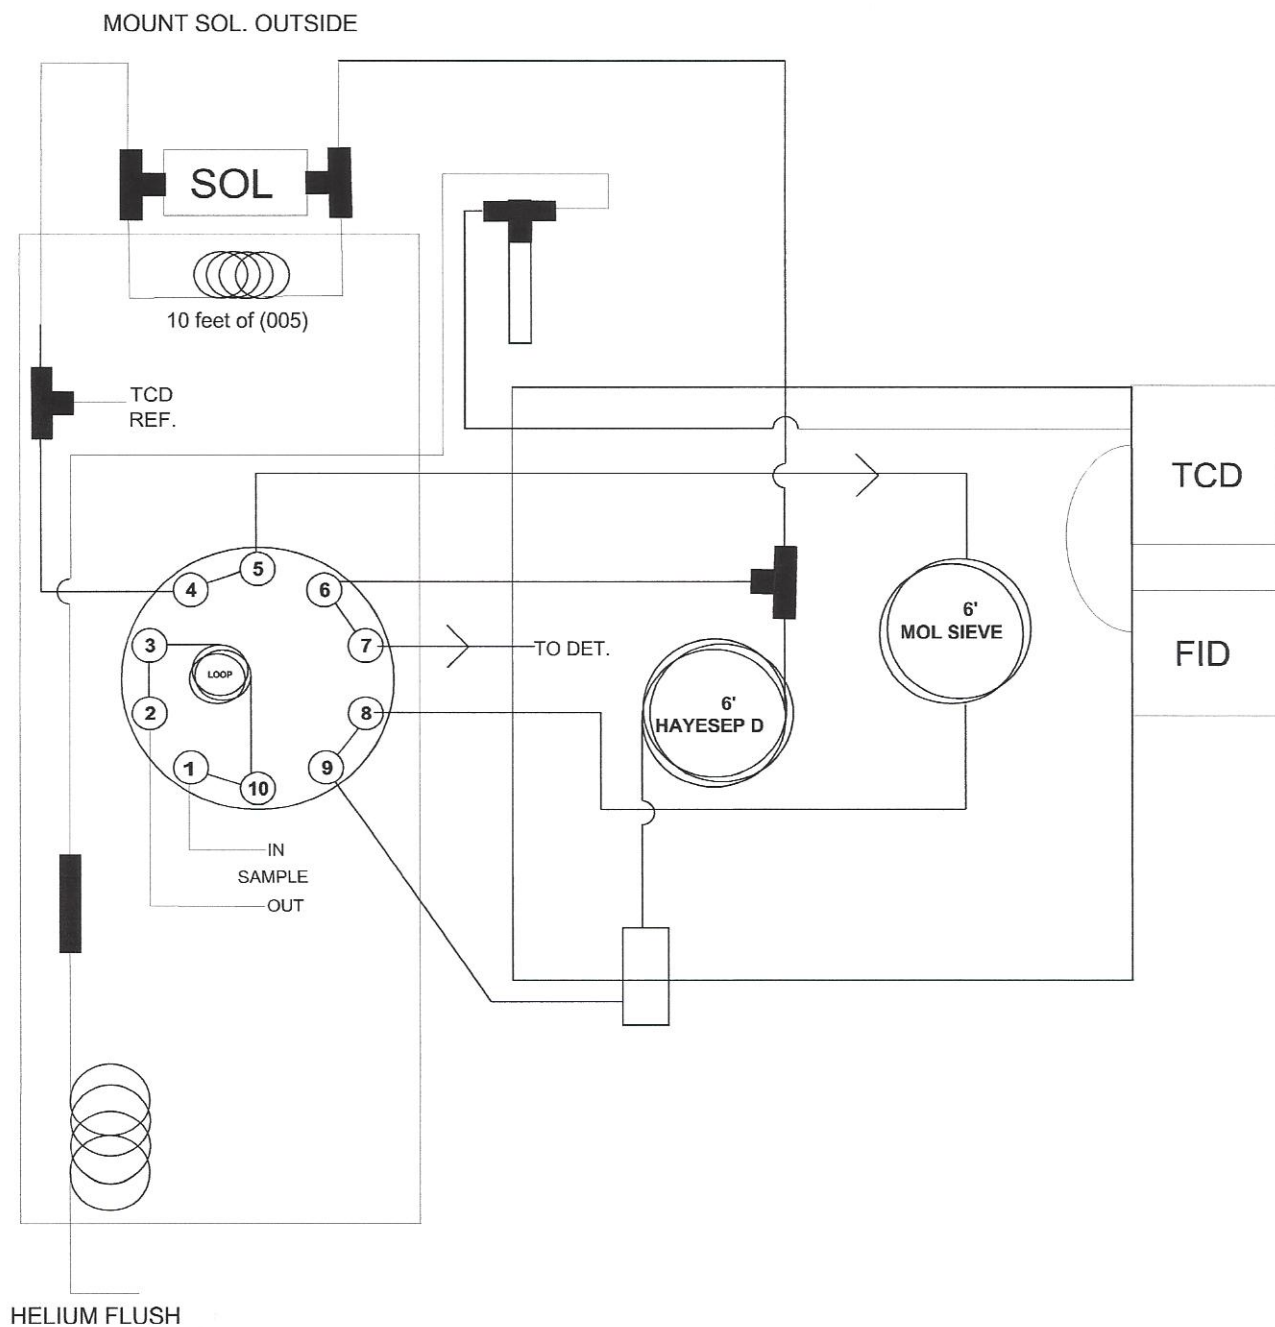 MOUNT SOL. OUTSIDE
SOL
10 feet of (005)
TCD
REF.
TCD
FID
5
4
6
3
7
LOOP
2
8
1
9
10
TO DET.
6'
MOL SIEVE
6'
HAYESEP D
IN
SAMPLE
OUT
HELIUM FLUSH